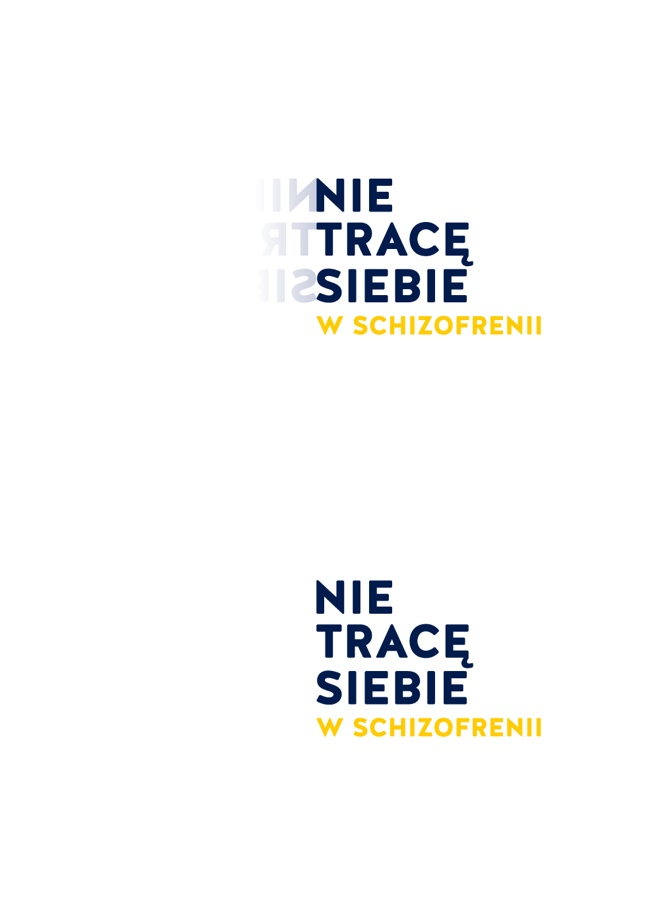 NIE
TRACĘ
SIEBIE
W SCHIZOFRENII
NIE
TRACĘ
SIEBIE
W SCHIZOFRENII